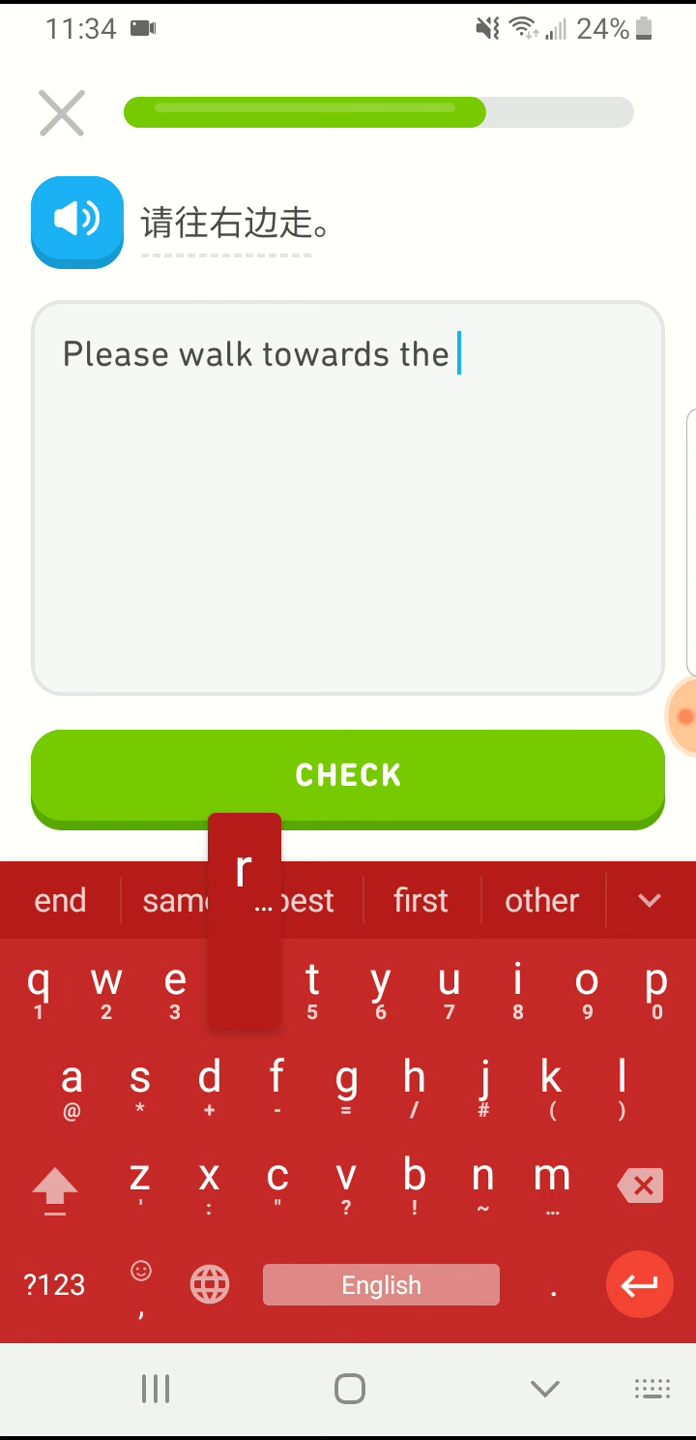 11:34 24%
请往右边走。
Please walk towards the
CHECK
r
...
end same best first other
q w e t y u i o p
1 2 3 5 6 7 8 9 0
a s d f g h j k l
@ * + - = / # ( )
z x c v b n m
' : " ? ! ~ ...
?123 , English .